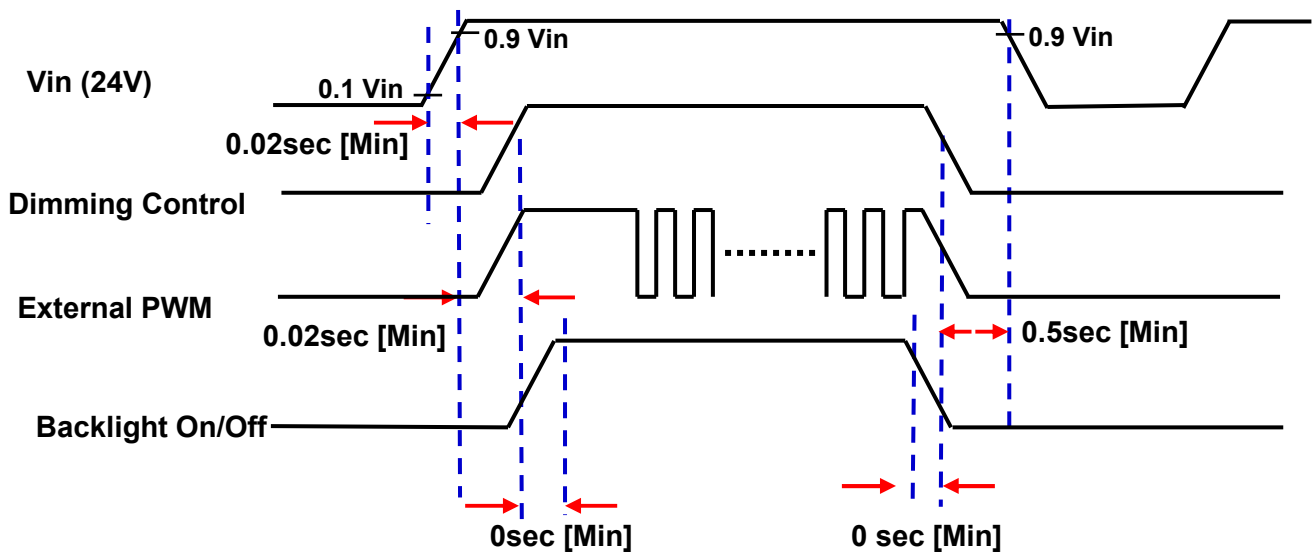 0.9 Vin
0.9 Vin
Vin (24V)
0.1 Vin
0.02sec [Min]
Dimming Control
External PWM
0.02sec [Min]
0.5sec [Min]
Backlight On/Off
0sec [Min]
0 sec [Min]